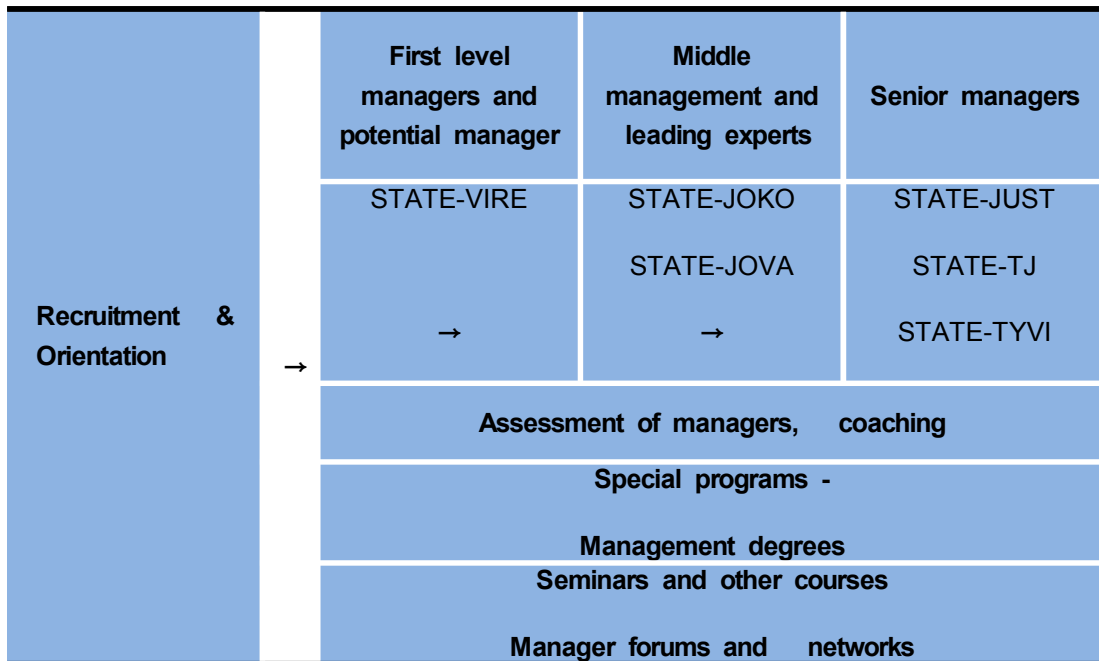 First level
managers and
potential manager
Middle
management and
leading experts
Senior managers
Recruitment &
Orientation
→
STATE-VIRE
→
STATE-JOKO
STATE-JOVA
→
STATE-JUST
STATE-TJ
STATE-TYVI
Assessment of managers, coaching
Special programs -
Management degrees
Seminars and other courses
Manager forums and networks